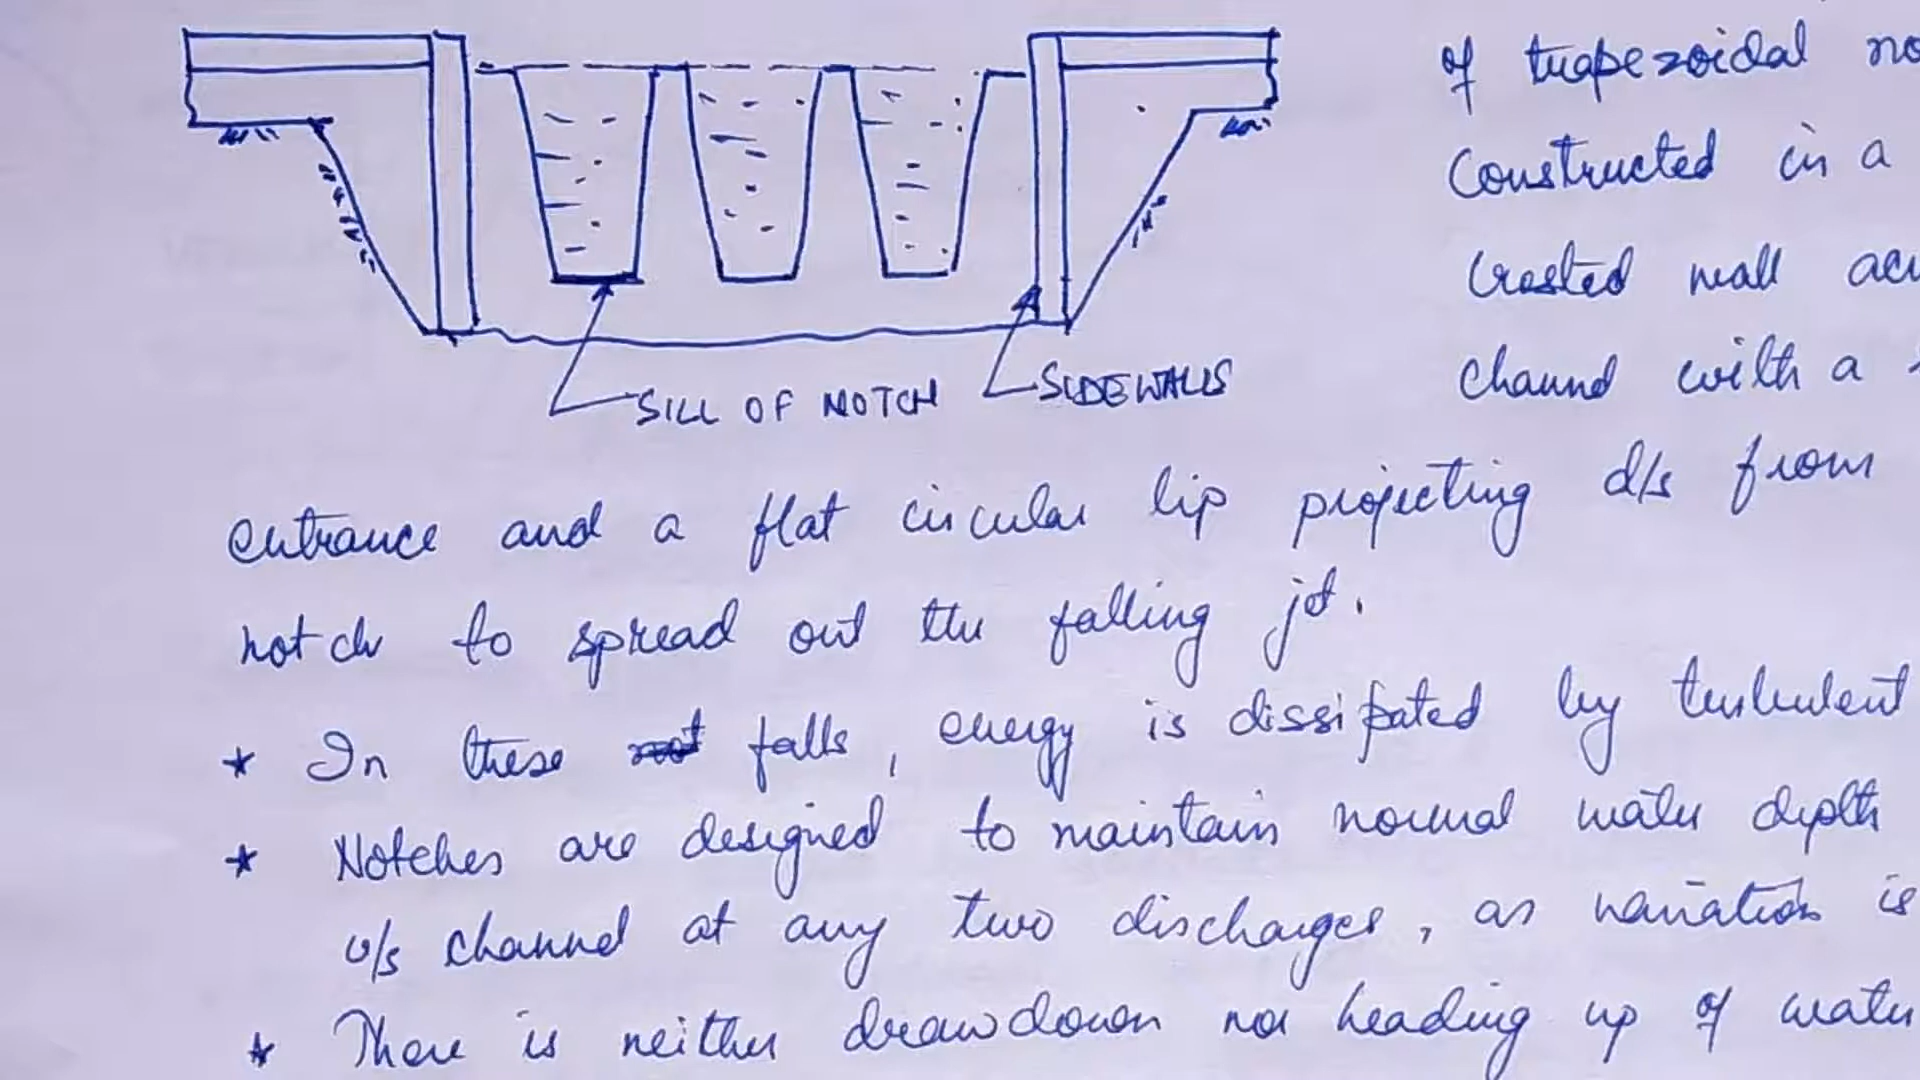 of trapezoidal no
Constructed in a
Crested wall acr
channel with a s
SILL OF NOTCH
SIDEWALLS
entrance and a flat circular lip projecting d/s from
notch to spread out the falling jet.
* In these falls, energy is dissipated by turbulent
* Notches are designed to maintain normal water depth
u/s channel at any two discharges, as variation is
* There is neither drawdown nor heading up of water